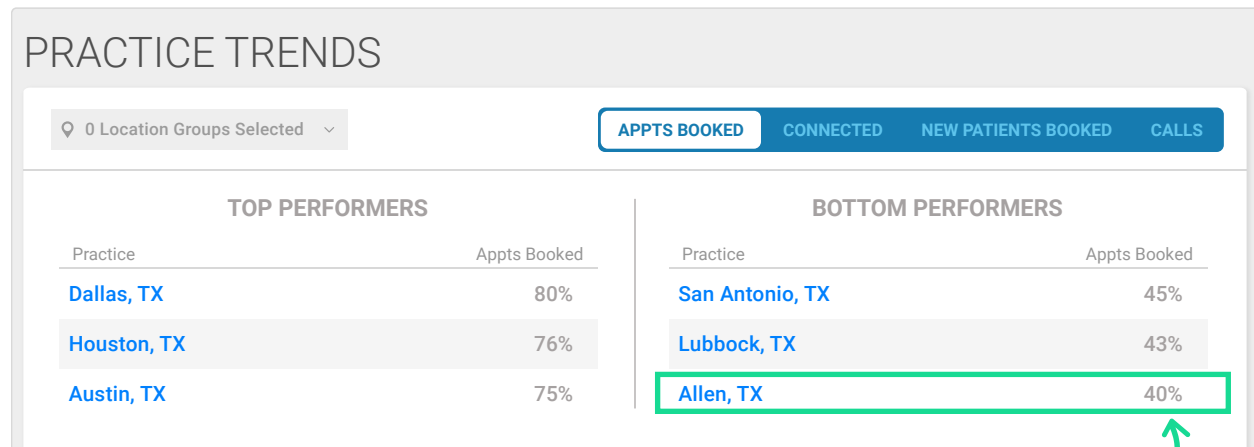 PRACTICE TRENDS
0 Location Groups Selected
APPTS BOOKED CONNECTED NEW PATIENTS BOOKED CALLS
TOP PERFORMERS
Practice Appts Booked
Dallas, TX 80%
Houston, TX 76%
Austin, TX 75%
BOTTOM PERFORMERS
Practice Appts Booked
San Antonio, TX 45%
Lubbock, TX 43%
Allen, TX 40%